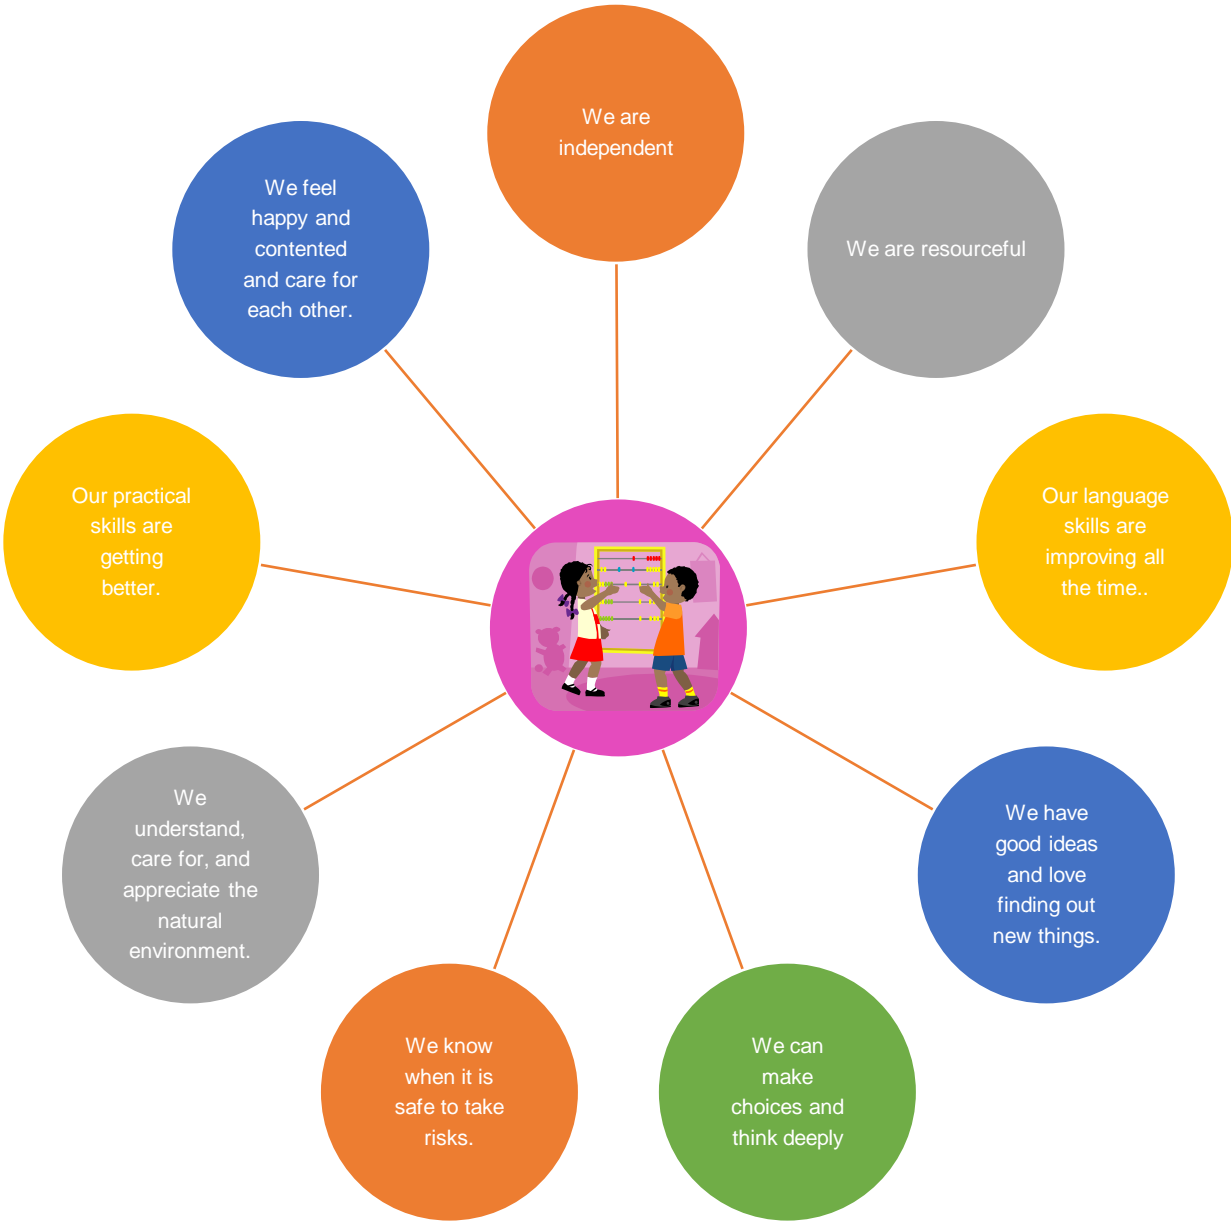 We are
independent
We are resourceful
Our language
skills are
improving all
the time..
We have
good ideas
and love
finding out
new things.
We can
make
choices and
think deeply
We know
when it is
safe to take
risks.
We
understand,
care for, and
appreciate the
natural
environment.
Our practical
skills are
getting
better.
We feel
happy and
contented
and care for
each other.